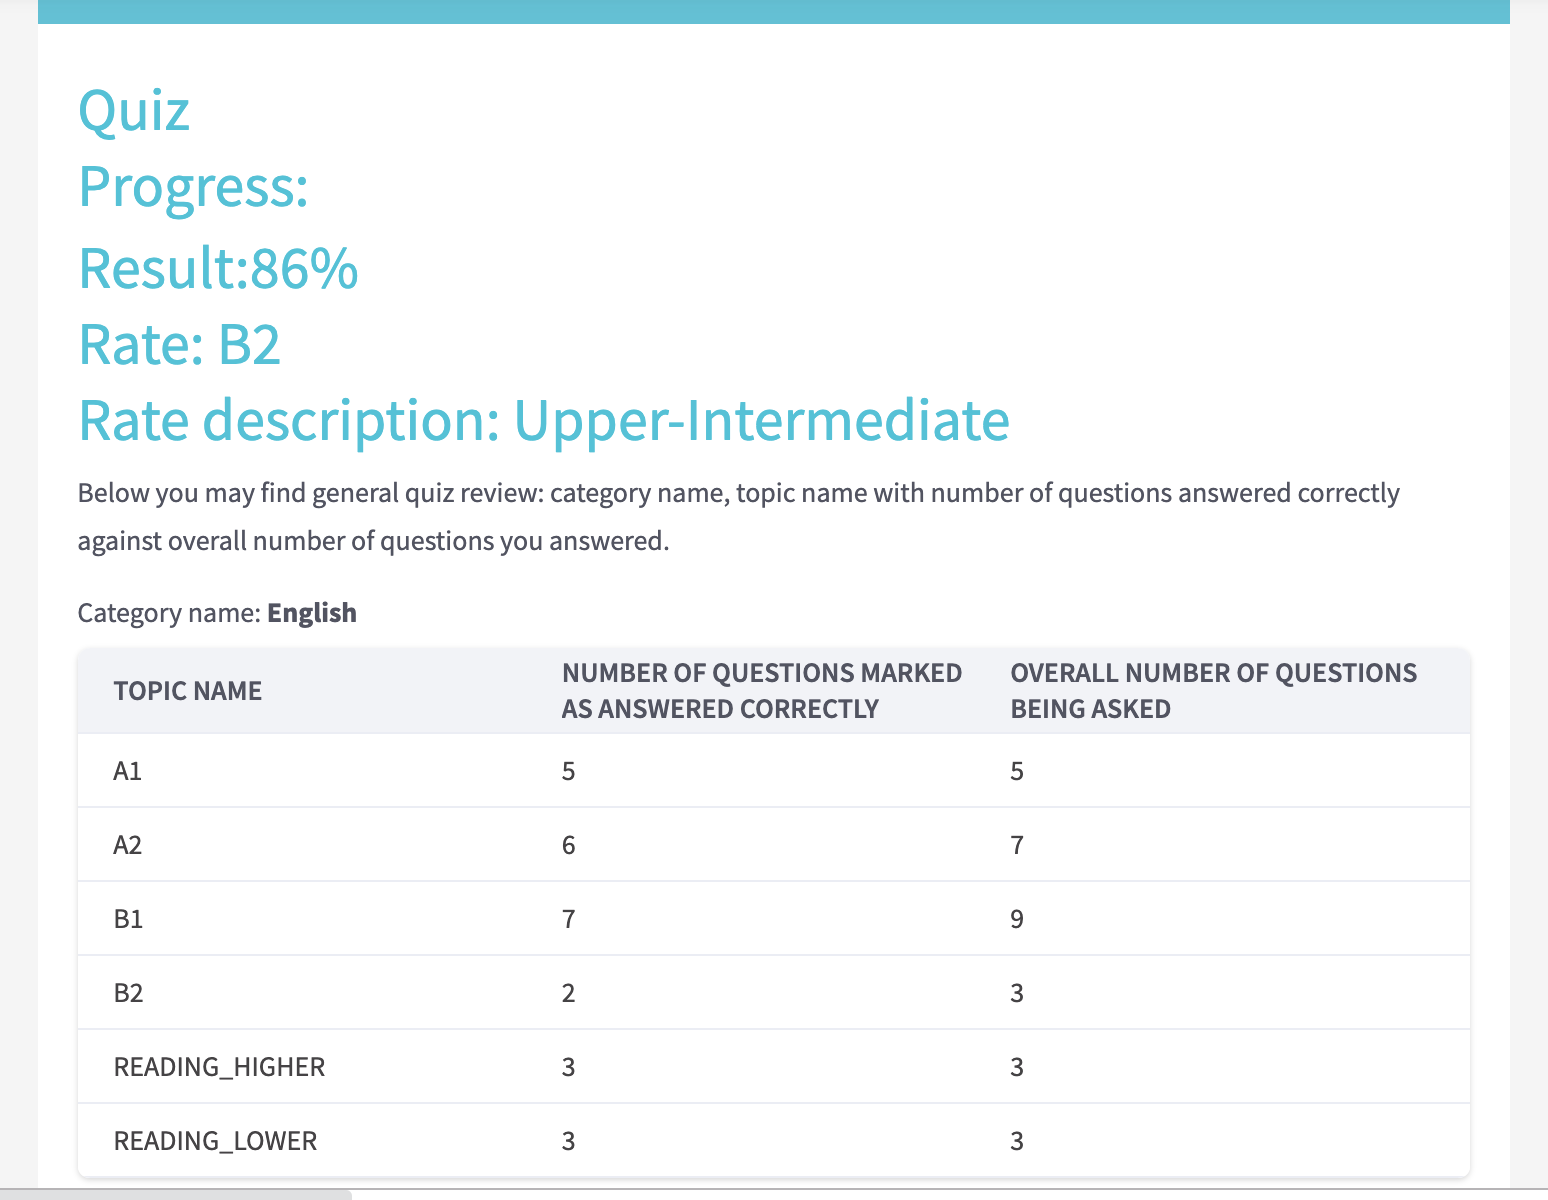 Quiz
Progress:
Result:86%
Rate: B2
Rate description: Upper-Intermediate
Below you may find general quiz review: category name, topic name with number of questions answered correctly
against overall number of questions you answered.
Category name: English
TOPIC NAME
NUMBER OF QUESTIONS MARKED
AS ANSWERED CORRECTLY
OVERALL NUMBER OF QUESTIONS
BEING ASKED
A1 5 5
A2 6 7
B1 7 9
B2 2 3
READING_HIGHER 3 3
READING_LOWER 3 3